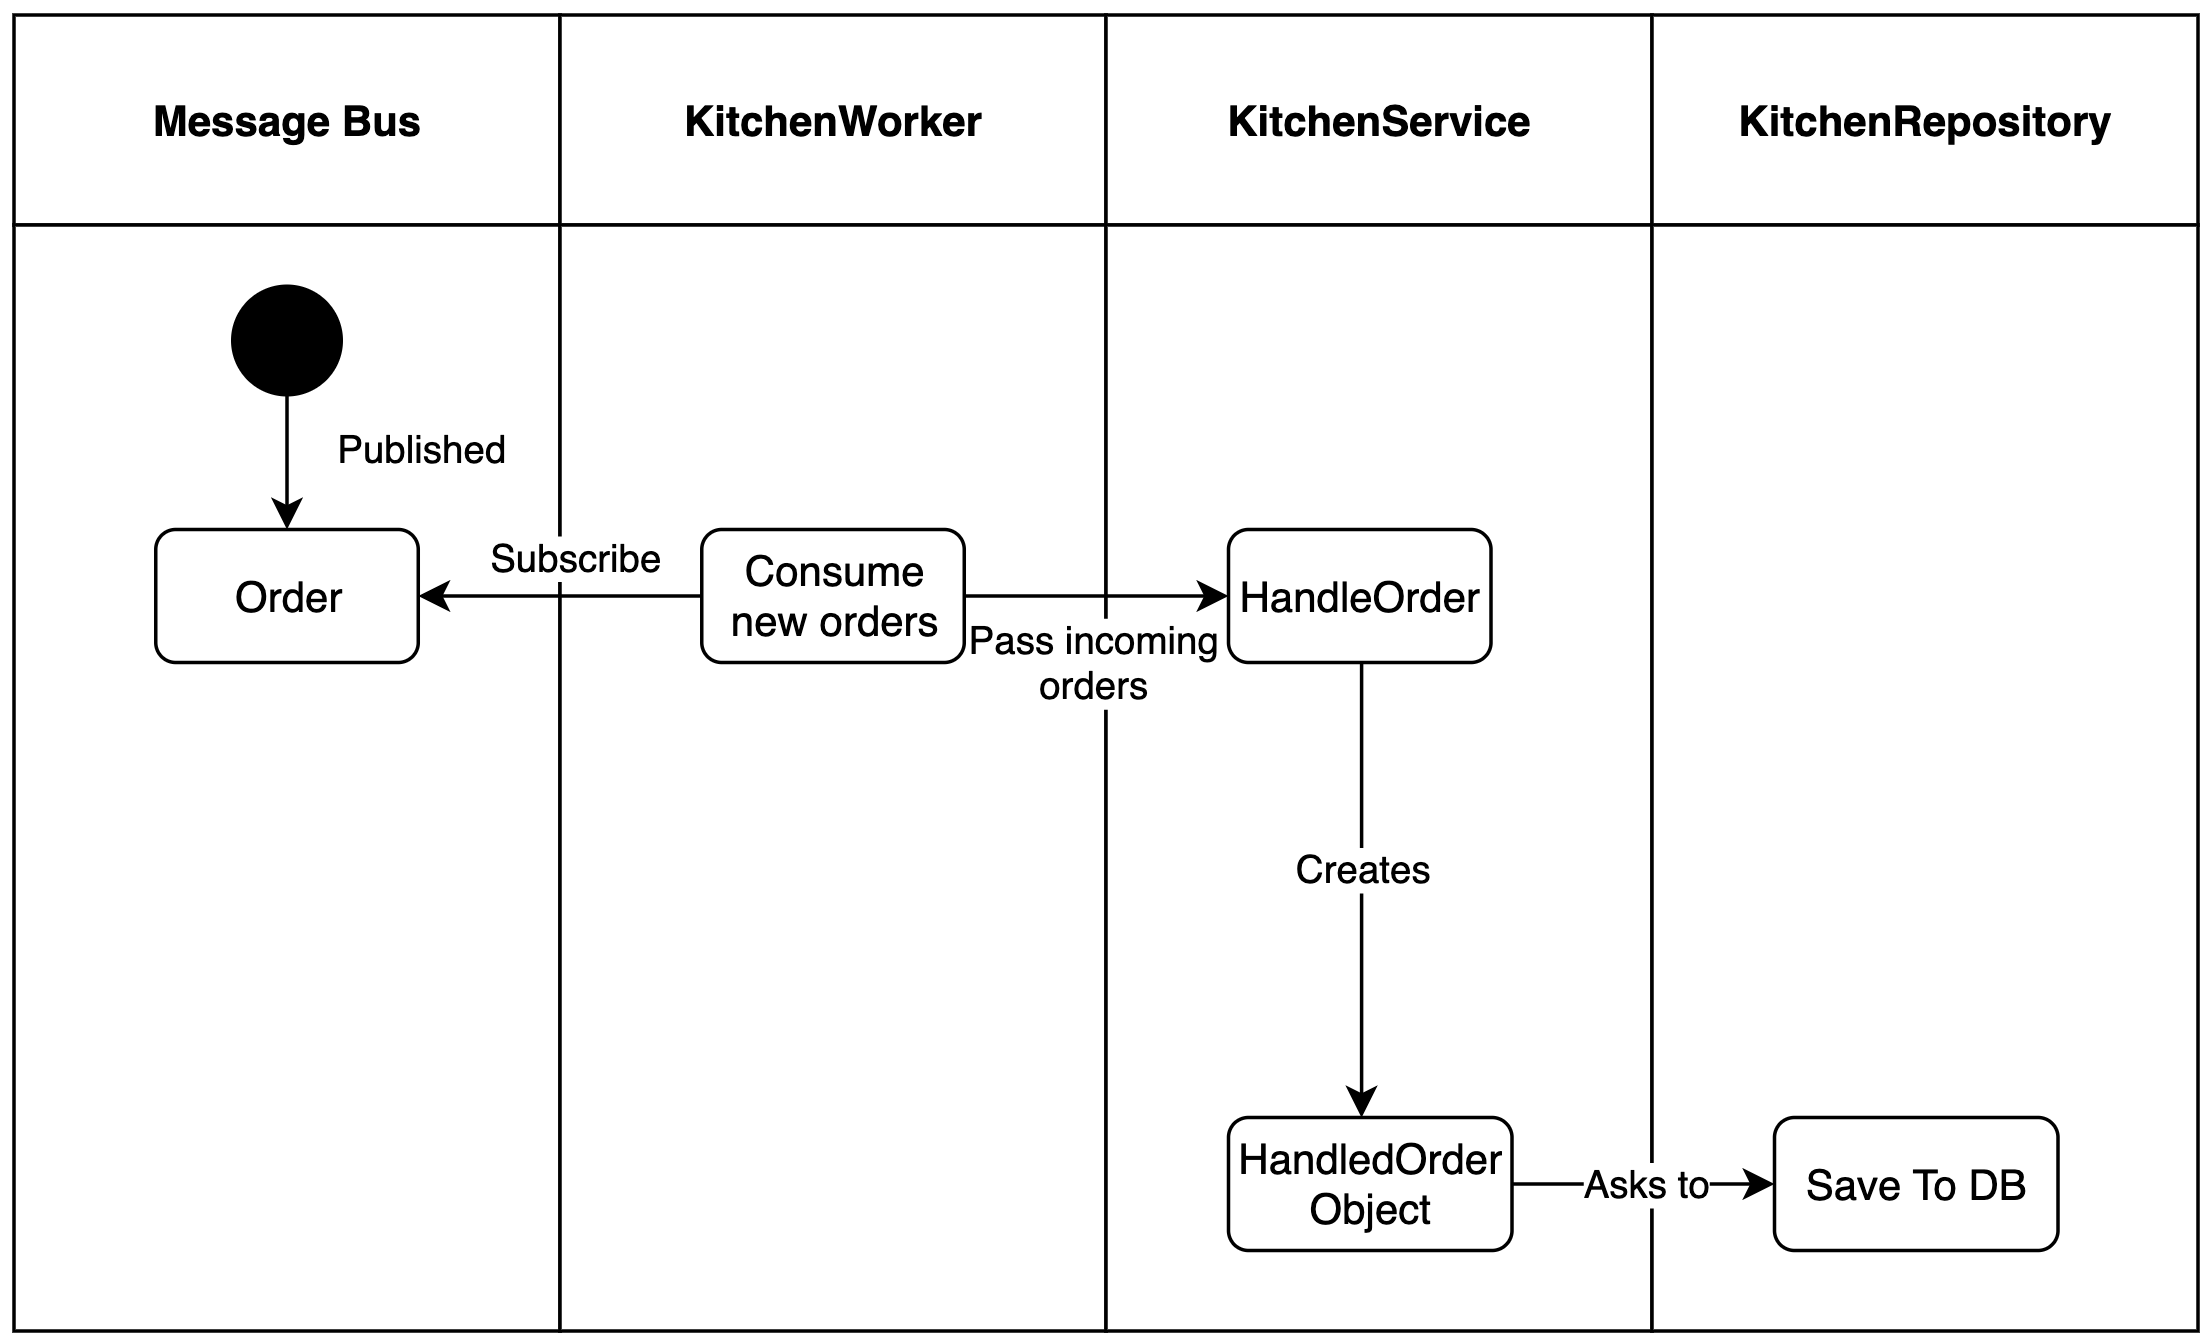 Message Bus
KitchenWorker
KitchenService
KitchenRepository
Published
Order
Subscribe
Consume
new orders
Pass incoming
orders
HandleOrder
Creates
HandledOrder
Object
Asks to
Save To DB